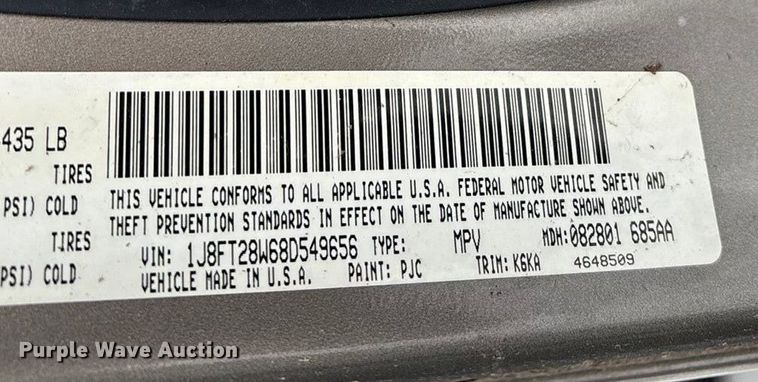 435 LB
TIRES
PSI) COLD
TIRES
PSI) COLD
THIS VEHICLE CONFORMS TO ALL APPLICABLE U.S.A. FEDERAL MOTOR VEHICLE SAFETY AND
THEFT PREVENTION STANDARDS IN EFFECT ON THE DATE OF MANUFACTURE SHOWN ABOVE.
VIN: 1J8FT28W68D549656 TYPE: MPV MDH:082801 685AA
VEHICLE MADE IN U.S.A. PAINT: PJC TRIM: K6KA 4648509
Purple Wave Auction